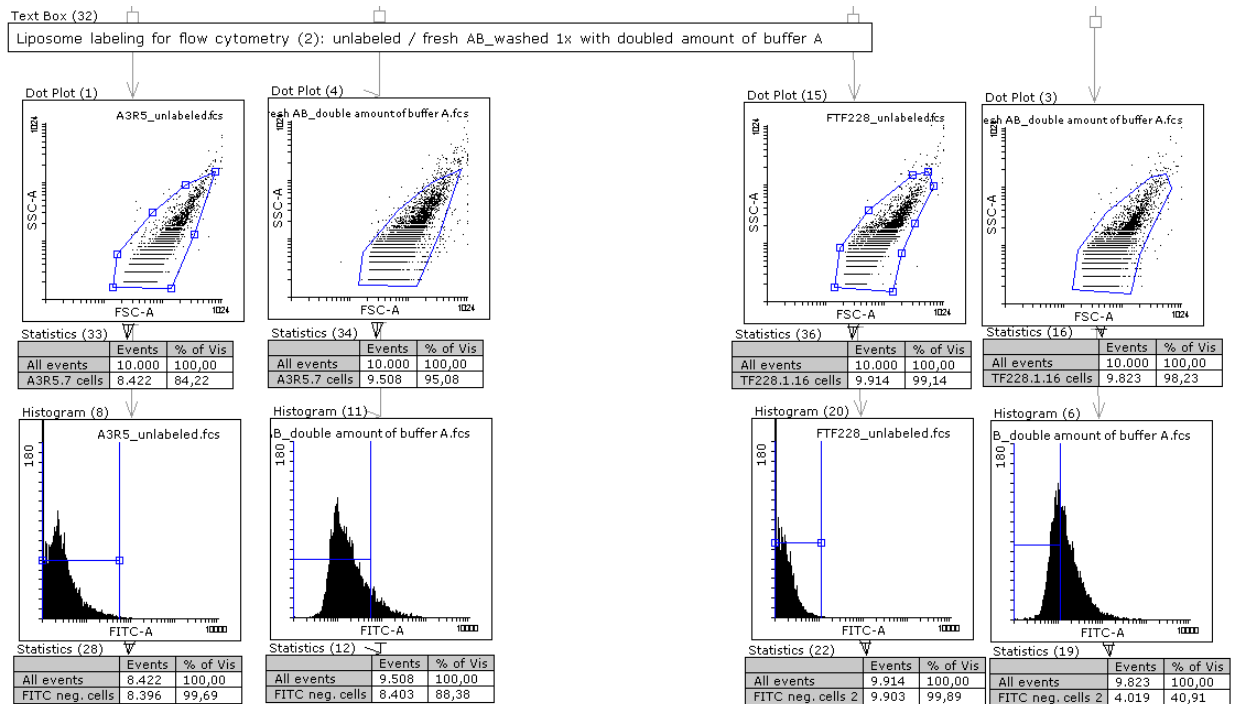 Text Box (32)
Liposome labeling for flow cytometry (2): unlabeled / fresh AB_washed 1x with doubled amount of buffer A
Dot Plot (1)
A3R5_unlabeled.fcs
1024
SSC-A
FSC-A
1024
Dot Plot (4)
esh AB_double amount of buffer A.fcs
1024
SSC-A
FSC-A
1024
Dot Plot (15)
FTF228_unlabeled.fcs
1024
SSC-A
FSC-A
1024
Dot Plot (3)
esh AB_double amount of buffer A.fcs
1024
SSC-A
FSC-A
1024
Statistics (33)
Events % of Vis
All events 10.000 100,00
A3R5.7 cells 8.422 84,22
Statistics (34)
Events % of Vis
All events 10.000 100,00
A3R5.7 cells 9.508 95,08
Statistics (36)
Events % of Vis
All events 10.000 100,00
TF228.1.16 cells 9.914 99,14
Statistics (16)
Events % of Vis
All events 10.000 100,00
TF228.1.16 cells 9.823 98,23
Histogram (8)
A3R5_unlabeled.fcs
180
FITC-A
10000
Histogram (11)
AB_double amount of buffer A.fcs
180
FITC-A
10000
Histogram (20)
FTF228_unlabeled.fcs
180
FITC-A
10000
Histogram (6)
B_double amount of buffer A.fcs
180
FITC-A
10000
Statistics (28)
Events % of Vis
All events 8.422 100,00
FITC neg. cells 8.396 99,69
Statistics (12)
Events % of Vis
All events 9.508 100,00
FITC neg. cells 8.403 88,38
Statistics (22)
Events % of Vis
All events 9.914 100,00
FITC neg. cells 2 9.903 99,89
Statistics (19)
Events % of Vis
All events 9.823 100,00
FITC neg. cells 2 4.019 40,91